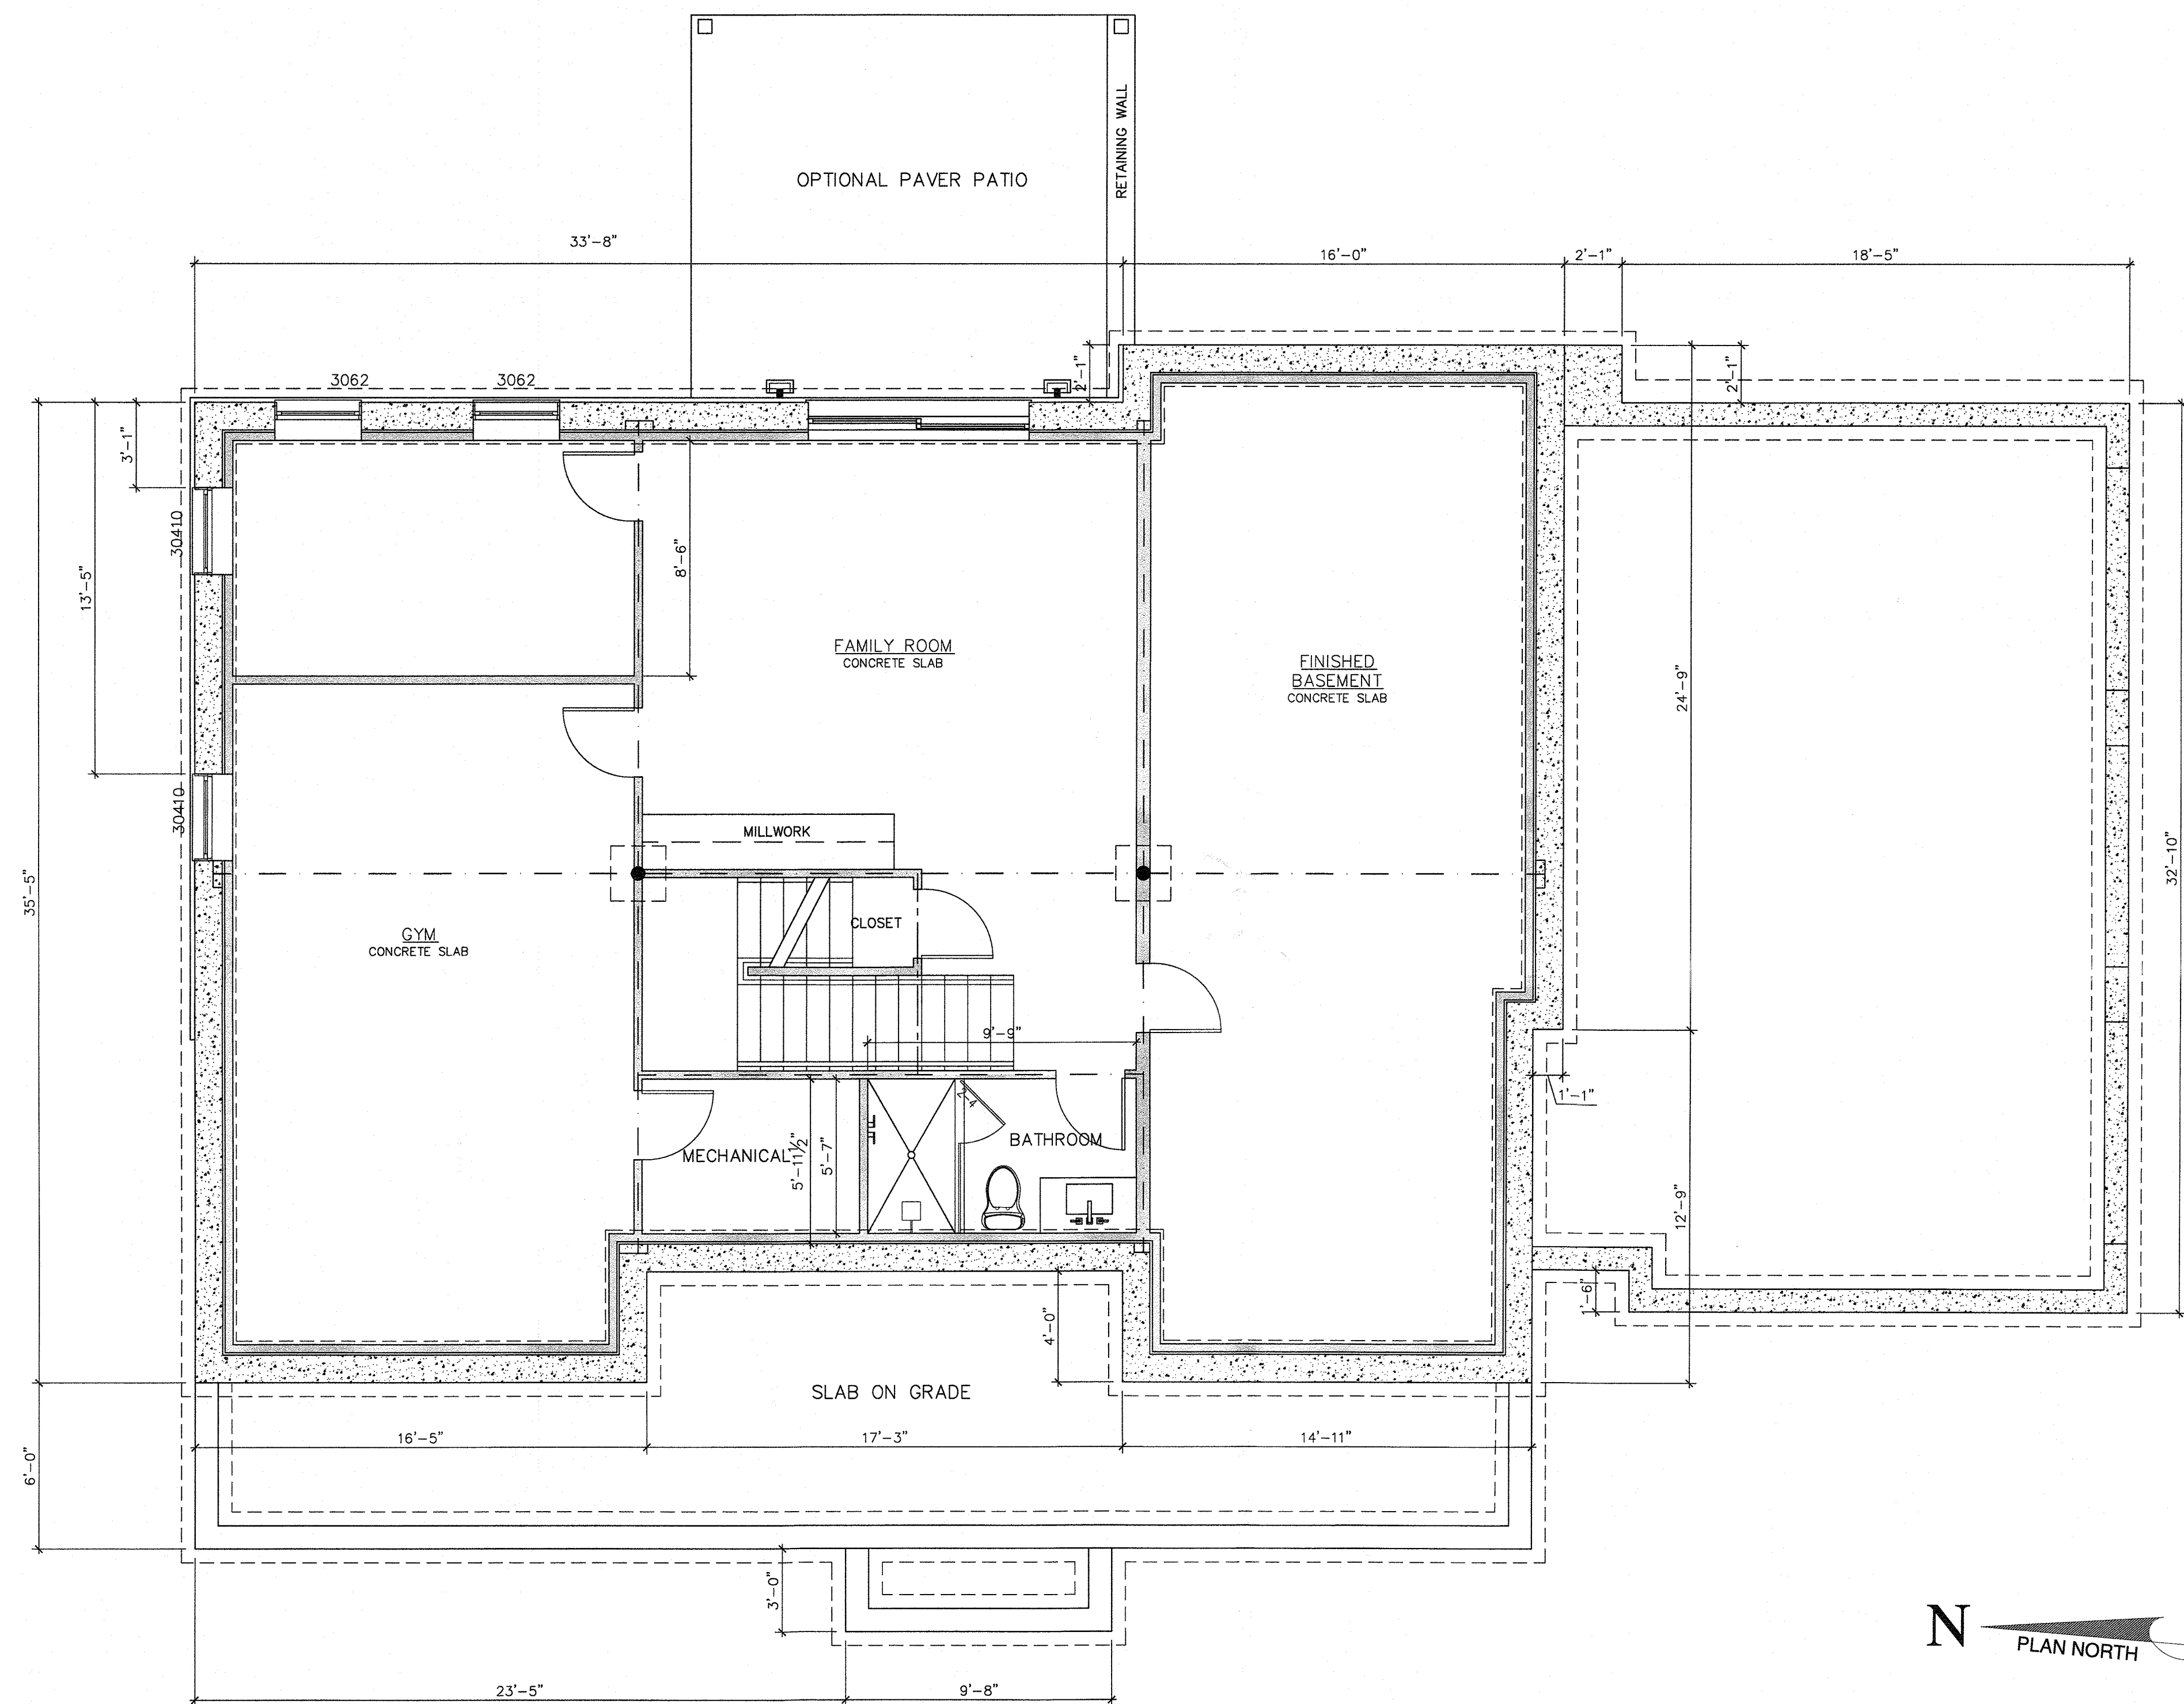 RETAINING WALL
OPTIONAL PAVER PATIO
33'-8"
16'-0"
2'-1"
18'-5"
2'-1"
2'-1"
3062
3062
3'-1"
30410
13'-5"
8'-6"
FAMILY ROOM
CONCRETE SLAB
FINISHED
BASEMENT
CONCRETE SLAB
24'-9"
30410
MILLWORK
35'-5"
32'-10"
CLOSET
GYM
CONCRETE SLAB
9'-9"
1'-1"
2'-4
BATHROOM
MECHANICAL
5'-11½"
5'-7"
12'-9"
1'-6"
4'-0"
SLAB ON GRADE
16'-5"
17'-3"
14'-11"
6'-0"
3'-0"
N
PLAN NORTH
23'-5"
9'-8"